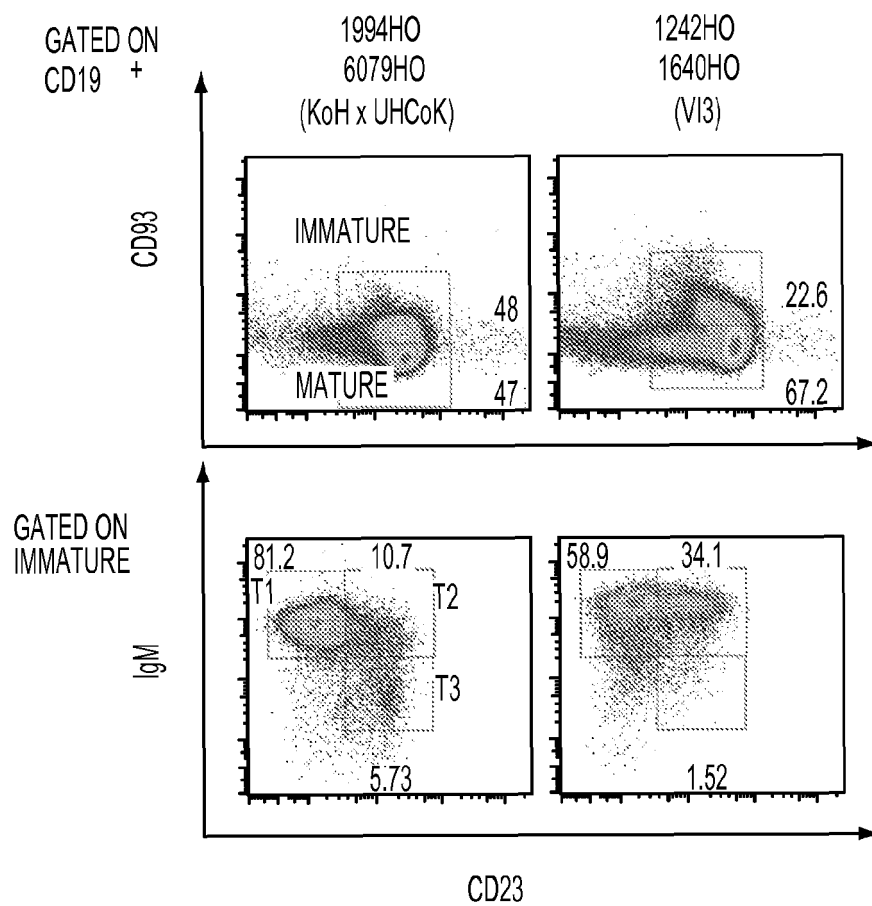 GATED ON
CD19 +
1994HO
6079HO
(KoH x UHCoK)
1242HO
1640HO
(VI3)
CD93
IMMATURE
48
MATURE
47
22.6
67.2
GATED ON
IMMATURE
IgM
81.2
10.7
T1
T2
T3
5.73
58.9
34.1
1.52
CD23